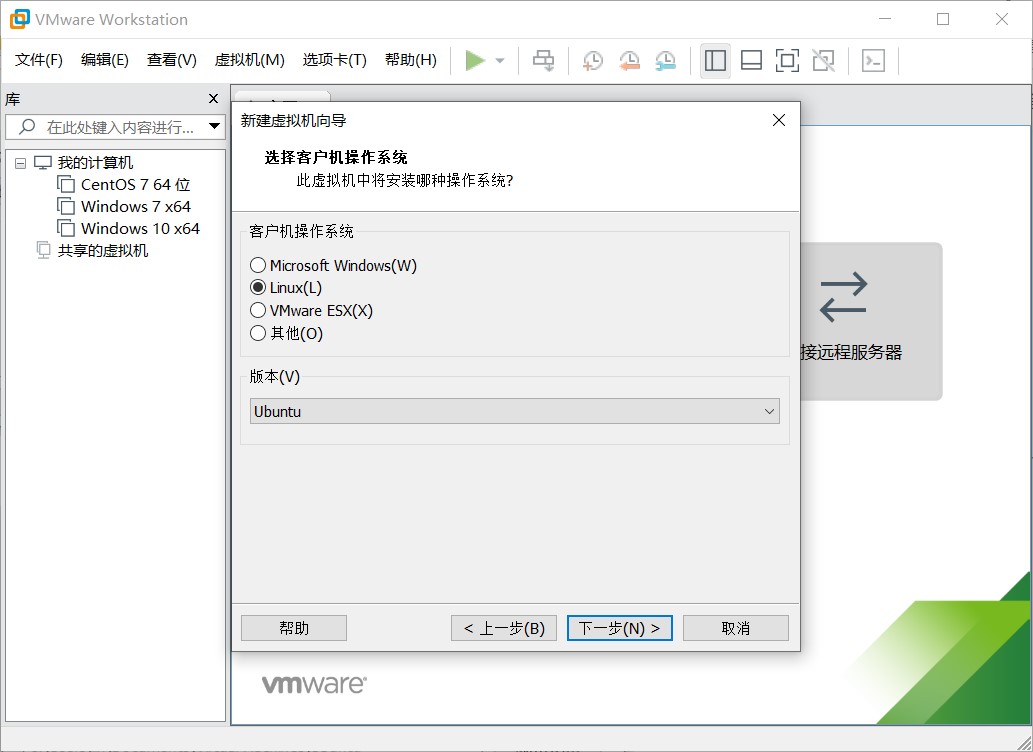 VMware Workstation
文件(F) 编辑(E) 查看(V) 虚拟机(M) 选项卡(T) 帮助(H)
库
在此处键入内容进行...
我的计算机
CentOS 7 64 位
Windows 7 x64
Windows 10 x64
共享的虚拟机
新建虚拟机向导
选择客户机操作系统
此虚拟机中将安装哪种操作系统?
客户机操作系统
Microsoft Windows(W)
Linux(L)
VMware ESX(X)
其他(O)
版本(V)
Ubuntu
帮助
< 上一步(B)
下一步(N) >
取消
接远程服务器
vmware